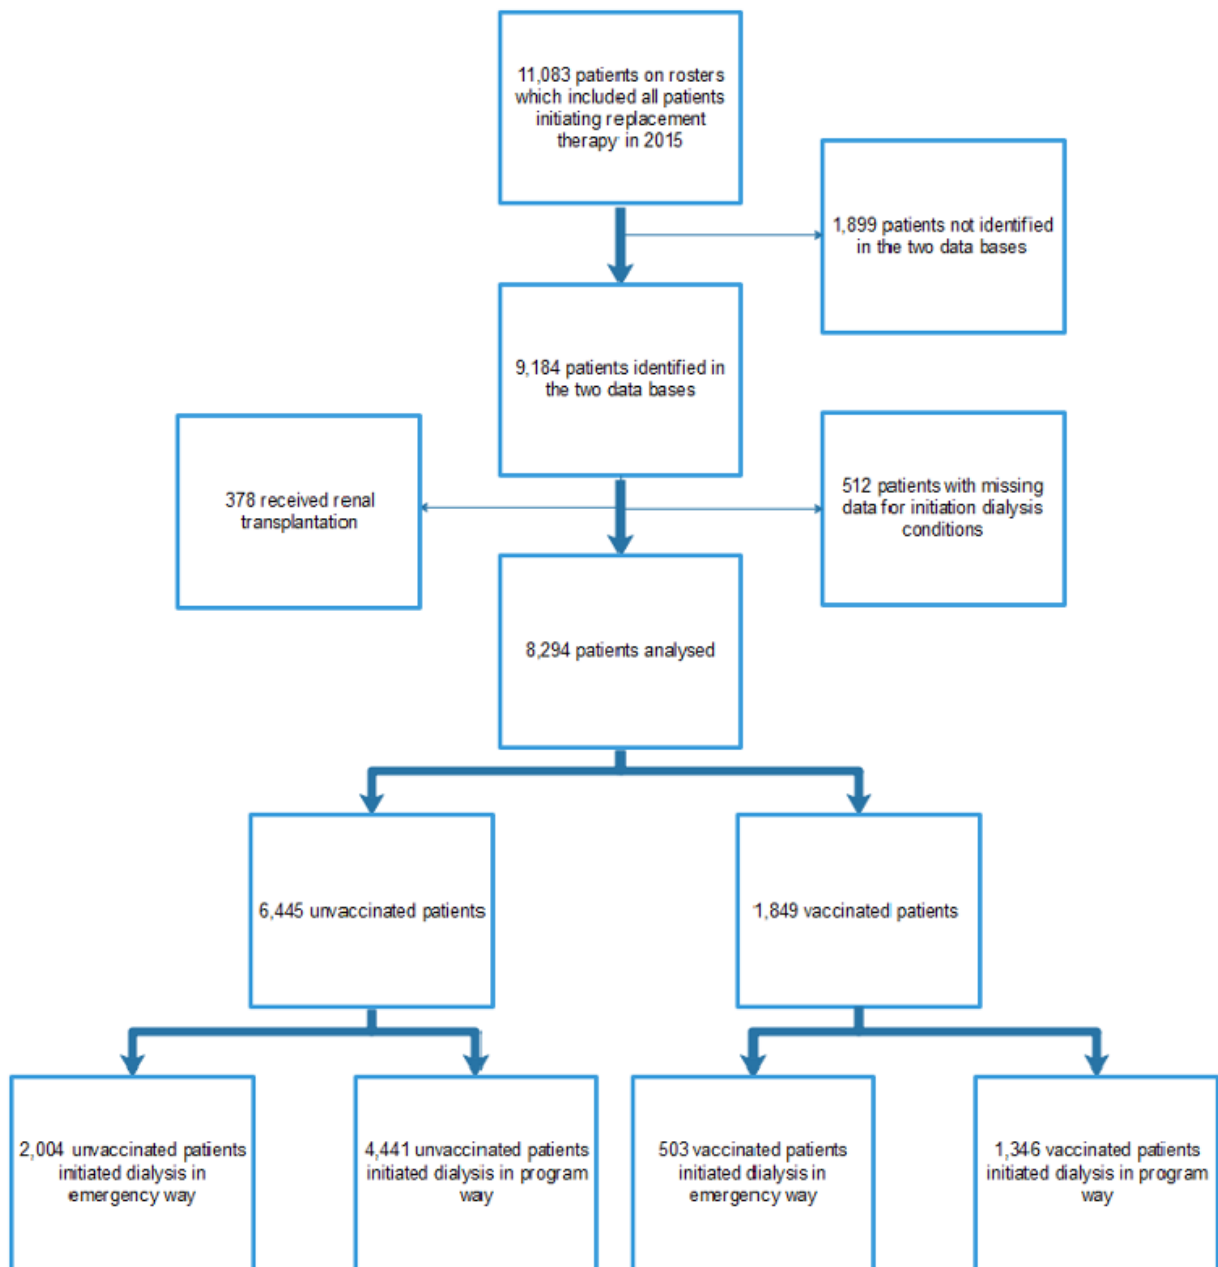 11,083 patients on rosters
which included all patients
initiating replacement
therapy in 2015
1,899 patients not identified
in the two data bases
9,184 patients identified in
the two data bases
378 received renal
transplantation
512 patients with missing
data for initiation dialysis
conditions
8,294 patients analysed
6,445 unvaccinated patients
1,849 vaccinated patients
2,004 unvaccinated patients
initiated dialysis in
emergency way
4,441 unvaccinated patients
initiated dialysis in program
way
503 vaccinated patients
initiated dialysis in
emergency way
1,346 vaccinated patients
initiated dialysis in program
way